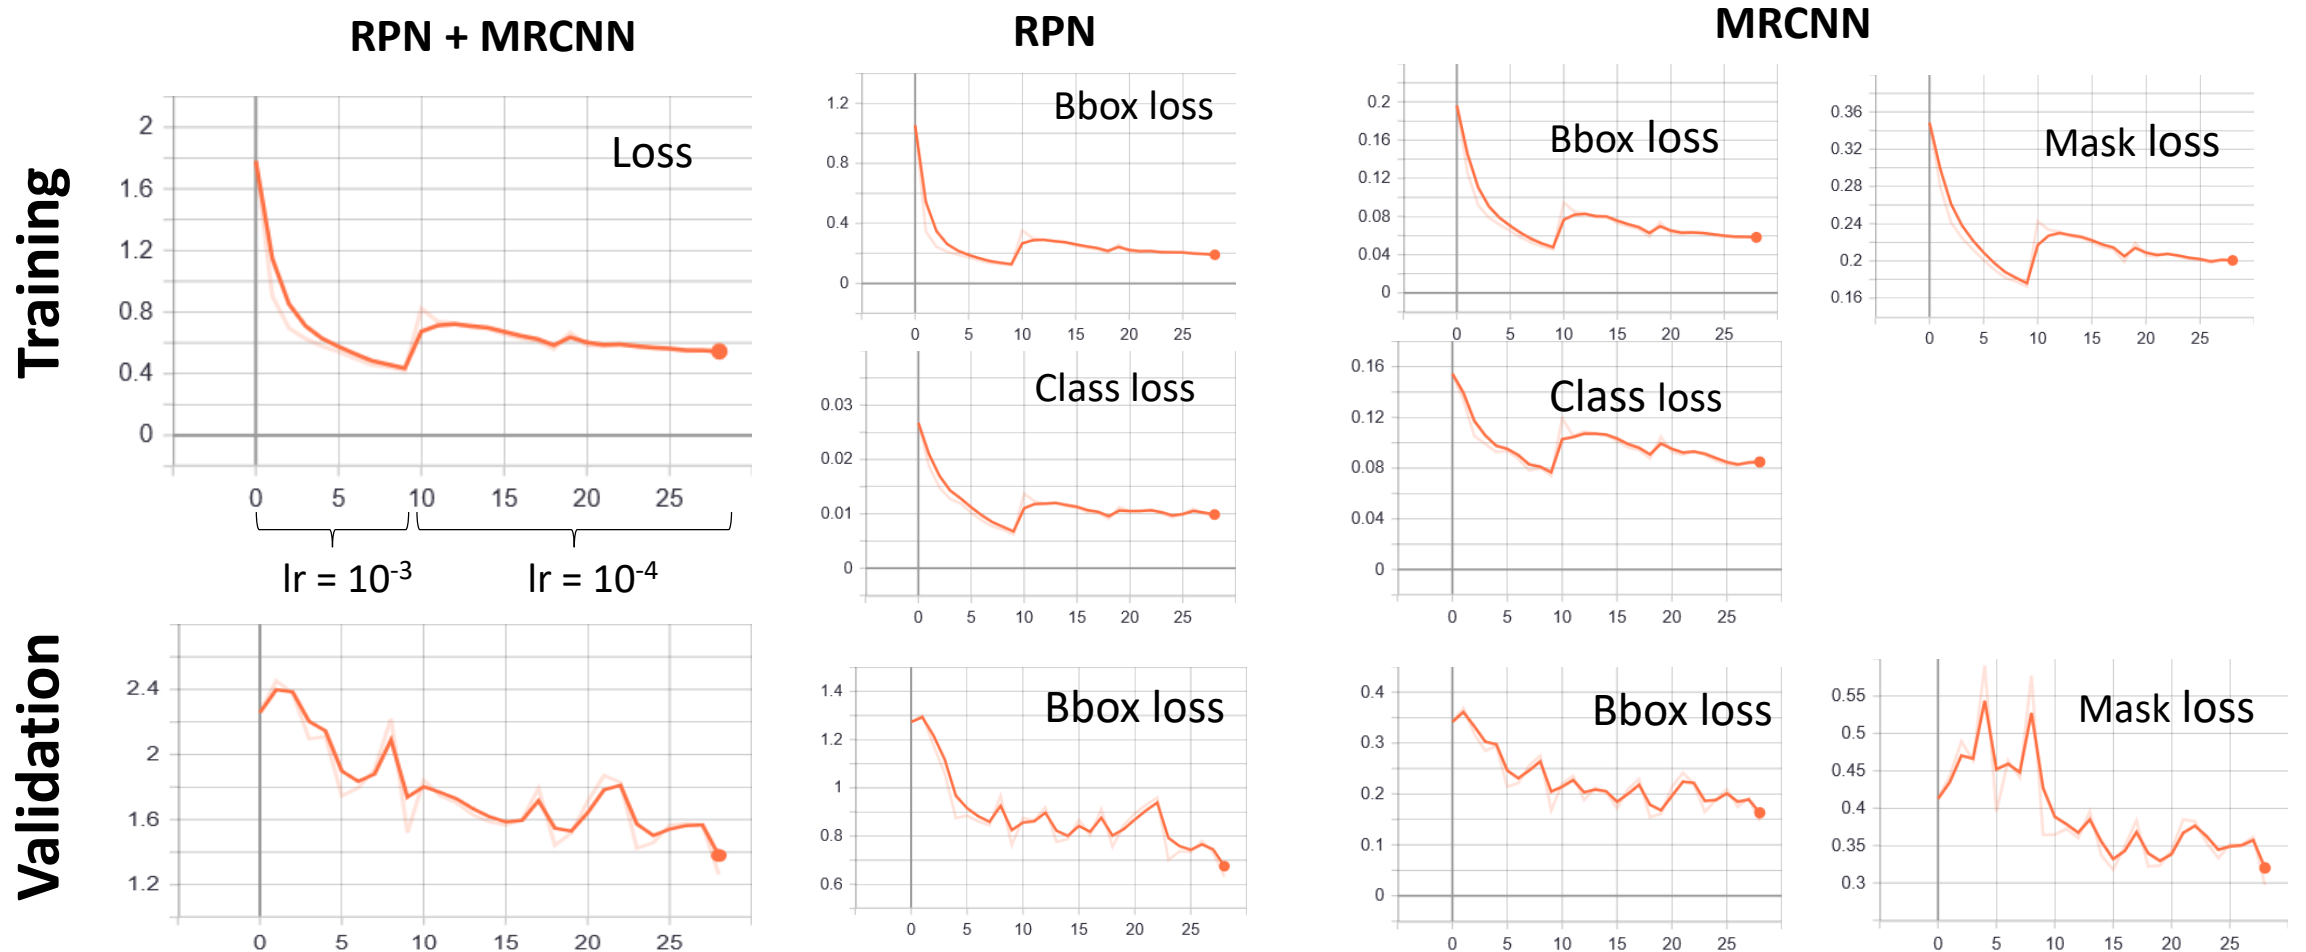 RPN + MRCNN
RPN
MRCNN
Training
Loss
2
1.6
1.2
0.8
0.4
0
0 5 10 15 20 25
lr = 10-3
lr = 10-4
Bbox loss
1.2
0.8
0.4
0
0 5 10 15 20 25
Class loss
0.03
0.02
0.01
0
0 5 10 15 20 25
Bbox loss
0.2
0.16
0.12
0.08
0.04
0
0 5 10 15 20 25
Mask loss
0.36
0.32
0.28
0.24
0.2
0.16
0 5 10 15 20 25
Class loss
0.16
0.12
0.08
0.04
0
0 5 10 15 20 25
Validation
2.4
2
1.6
1.2
0 5 10 15 20 25
Bbox loss
1.4
1.2
1
0.8
0.6
0 5 10 15 20 25
Bbox loss
0.4
0.3
0.2
0.1
0
0 5 10 15 20 25
Mask loss
0.55
0.5
0.45
0.4
0.35
0.3
0 5 10 15 20 25